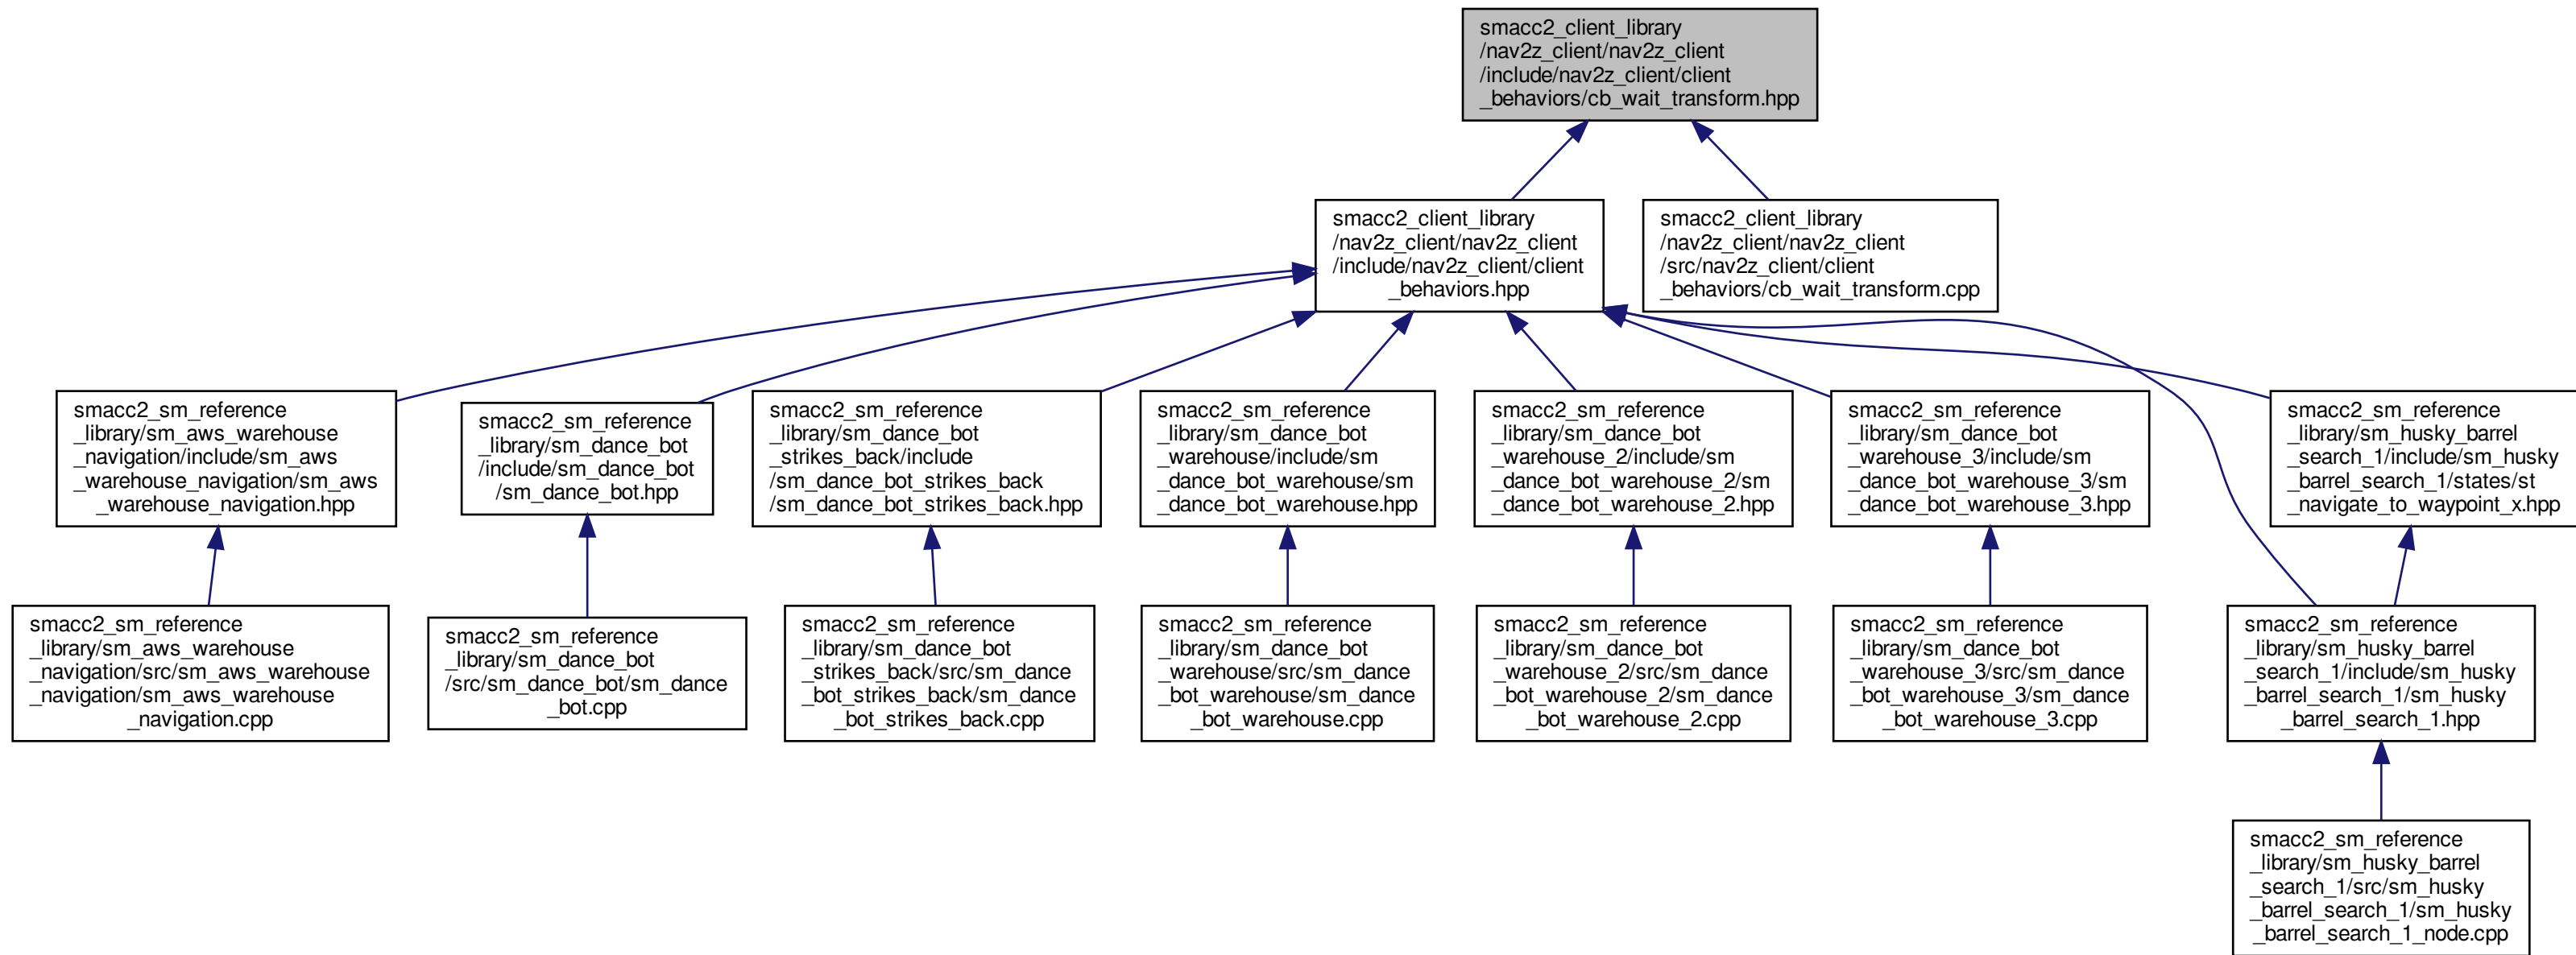 smacc2_client_library
/nav2z_client/nav2z_client
/include/nav2z_client/client
_behaviors/cb_wait_transform.hpp
smacc2_client_library
/nav2z_client/nav2z_client
/include/nav2z_client/client
_behaviors.hpp
smacc2_client_library
/nav2z_client/nav2z_client
/src/nav2z_client/client
_behaviors/cb_wait_transform.cpp
smacc2_sm_reference
_library/sm_aws_warehouse
_navigation/include/sm_aws
_warehouse_navigation/sm_aws
_warehouse_navigation.hpp
smacc2_sm_reference
_library/sm_dance_bot
/include/sm_dance_bot
/sm_dance_bot.hpp
smacc2_sm_reference
_library/sm_dance_bot
_strikes_back/include
/sm_dance_bot_strikes_back
/sm_dance_bot_strikes_back.hpp
smacc2_sm_reference
_library/sm_dance_bot
_warehouse/include/sm
_dance_bot_warehouse/sm
_dance_bot_warehouse.hpp
smacc2_sm_reference
_library/sm_dance_bot
_warehouse_2/include/sm
_dance_bot_warehouse_2/sm
_dance_bot_warehouse_2.hpp
smacc2_sm_reference
_library/sm_dance_bot
_warehouse_3/include/sm
_dance_bot_warehouse_3/sm
_dance_bot_warehouse_3.hpp
smacc2_sm_reference
_library/sm_husky_barrel
_search_1/include/sm_husky
_barrel_search_1/states/st
_navigate_to_waypoint_x.hpp
smacc2_sm_reference
_library/sm_aws_warehouse
_navigation/src/sm_aws_warehouse
_navigation/sm_aws_warehouse
_navigation.cpp
smacc2_sm_reference
_library/sm_dance_bot
/src/sm_dance_bot/sm_dance
_bot.cpp
smacc2_sm_reference
_library/sm_dance_bot
_strikes_back/src/sm_dance
_bot_strikes_back/sm_dance
_bot_strikes_back.cpp
smacc2_sm_reference
_library/sm_dance_bot
_warehouse/src/sm_dance
_bot_warehouse/sm_dance
_bot_warehouse.cpp
smacc2_sm_reference
_library/sm_dance_bot
_warehouse_2/src/sm_dance
_bot_warehouse_2/sm_dance
_bot_warehouse_2.cpp
smacc2_sm_reference
_library/sm_dance_bot
_warehouse_3/src/sm_dance
_bot_warehouse_3/sm_dance
_bot_warehouse_3.cpp
smacc2_sm_reference
_library/sm_husky_barrel
_search_1/include/sm_husky
_barrel_search_1/sm_husky
_barrel_search_1.hpp
smacc2_sm_reference
_library/sm_husky_barrel
_search_1/src/sm_husky
_barrel_search_1/sm_husky
_barrel_search_1_node.cpp